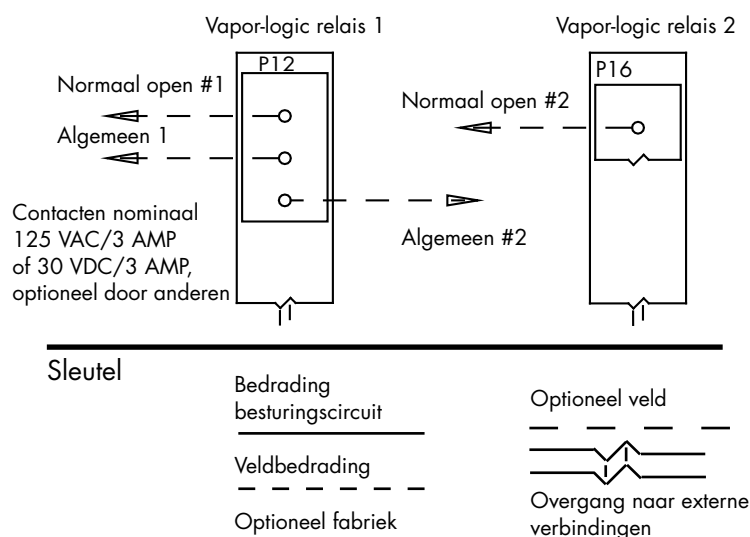 Vapor-logic relais 1
Vapor-logic relais 2
P12
P16
Normaal open #1
Normaal open #2
Algemeen 1
Contacten nominaal
125 VAC/3 AMP
of 30 VDC/3 AMP,
optioneel door anderen
Algemeen #2
Sleutel
Bedrading
besturingscircuit
Optioneel veld
Veldbedrading
Optioneel fabriek
Overgang naar externe
verbindingen